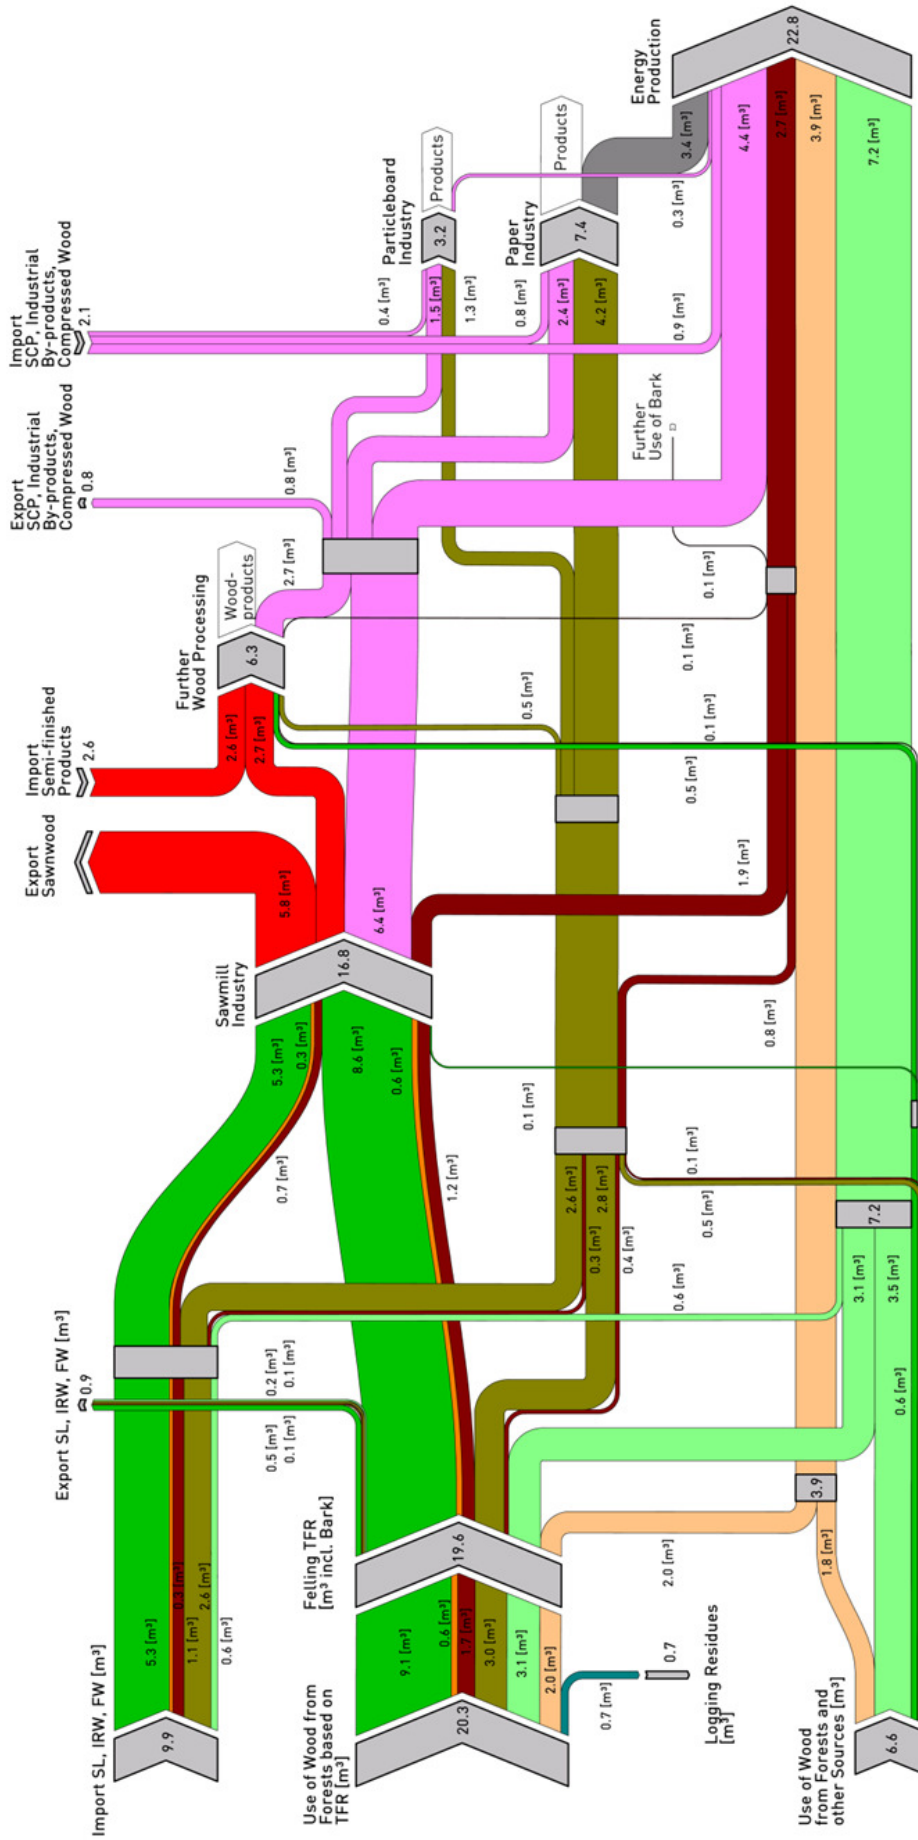 Import SL, IRW, FW [m³]
9.9
5.3 [m³]
0.3 [m³]
1.1 [m³]
2.6 [m³]
0.6 [m³]
Export SL, IRW, FW [m³]
0.9
0.5 [m³]
0.1 [m³]
0.2 [m³]
0.1 [m³]
Use of Wood from
Forests based on
TFR [m³]
20.3
9.1 [m³]
0.6 [m³]
1.7 [m³]
3.0 [m³]
3.1 [m³]
2.0 [m³]
0.7 [m³]
0.7
Logging Residues
[m³]
Felling TFR
[m³ incl. Bark]
19.6
2.0 [m³]
Use of Wood
from Forests and
other Sources [m³]
6.6
1.8 [m³]
3.9
0.6 [m³]
3.1 [m³]
3.5 [m³]
7.2
0.6 [m³]
5.3 [m³]
0.3 [m³]
0.7 [m³]
8.6 [m³]
0.6 [m³]
1.2 [m³]
2.6 [m³]
0.3 [m³]
2.8 [m³]
0.4 [m³]
0.1 [m³]
0.5 [m³]
0.1 [m³]
0.8 [m³]
Sawmill
Industry
16.8
Export
Sawnwood
5.8 [m³]
Import
Semi-finished
Products
2.6
2.6 [m³]
2.7 [m³]
6.4 [m³]
1.9 [m³]
Further
Wood Processing
6.3
Wood-
products
2.7 [m³]
0.5 [m³]
0.5 [m³]
0.1 [m³]
0.1 [m³]
0.1 [m³]
Further
Use of Bark
Export
SCP, Industrial
By-products,
Compressed Wood
0.8
0.8 [m³]
Import
SCP, Industrial
By-products,
Compressed Wood
2.1
0.4 [m³]
1.5 [m³]
1.3 [m³]
0.8 [m³]
2.4 [m³]
4.2 [m³]
0.9 [m³]
Particleboard
Industry
3.2
Products
Paper
Industry
7.4
Products
0.3 [m³]
3.4 [m³]
4.4 [m³]
2.7 [m³]
3.9 [m³]
7.2 [m³]
Energy
Production
22.8